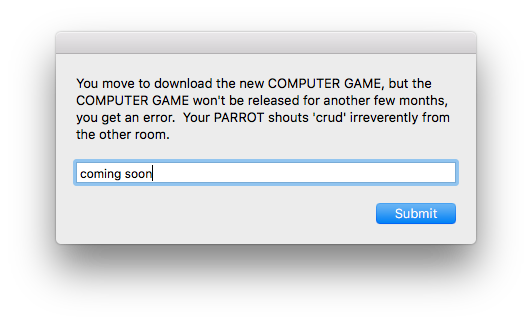 You move to download the new COMPUTER GAME, but the
COMPUTER GAME won't be released for another few months,
you get an error.  Your PARROT shouts 'crud' irreverently from
the other room.
coming soon
Submit